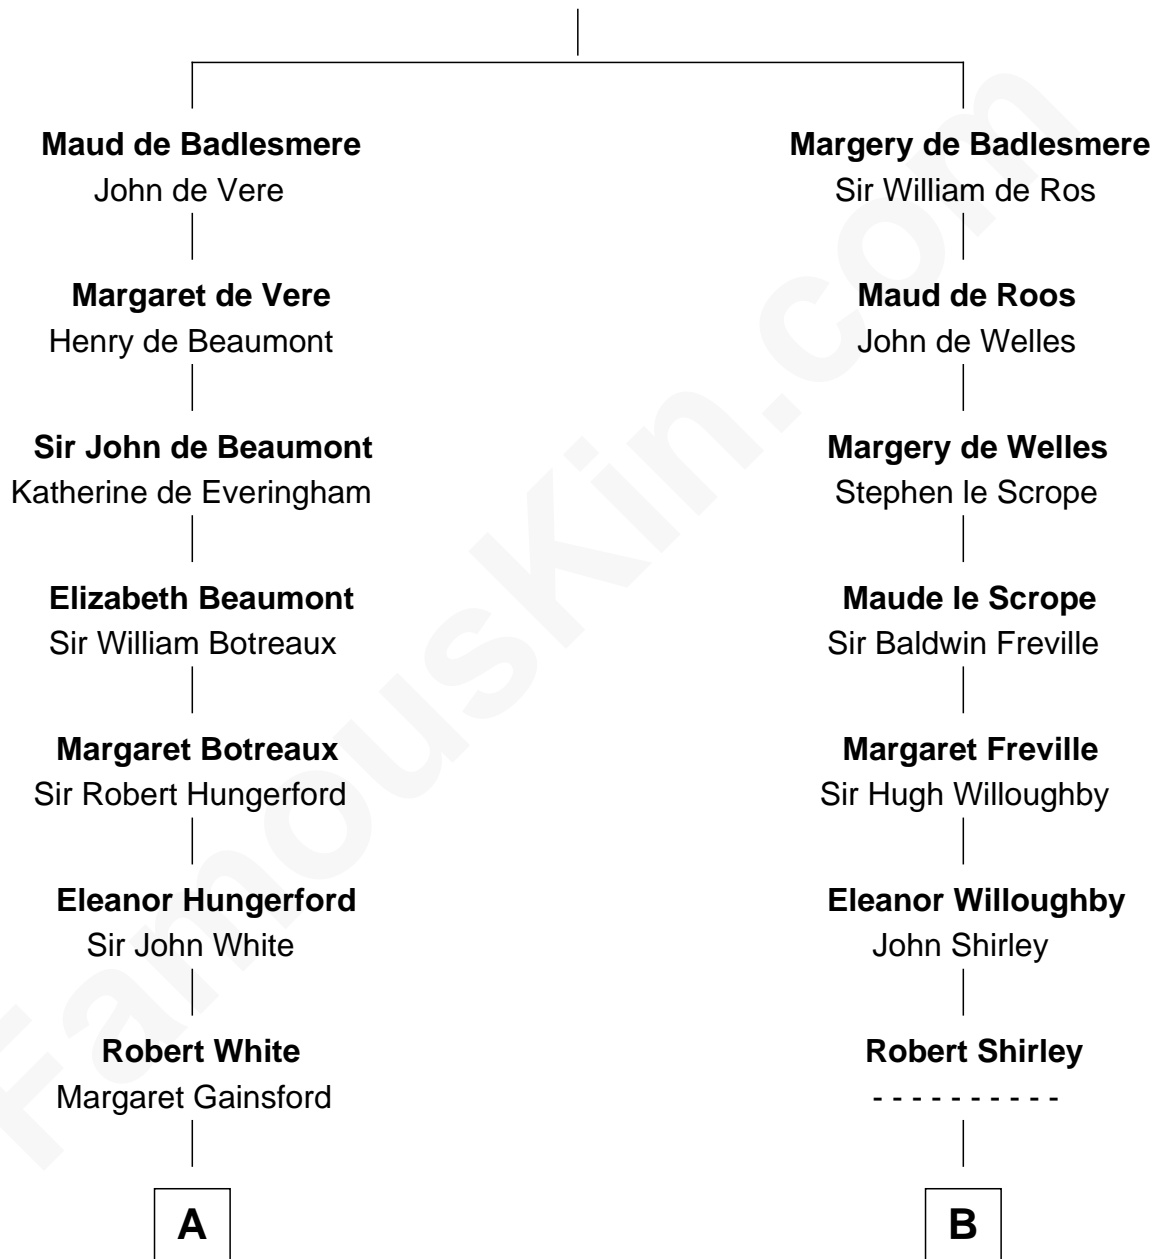 Maud de Badlesmere
John de Vere
Margery de Badlesmere
Sir William de Ros
Margaret de Vere
Henry de Beaumont
Maud de Roos
John de Welles
Sir John de Beaumont
Katherine de Everingham
Margery de Welles
Stephen le Scrope
Elizabeth Beaumont
Sir William Botreaux
Maude le Scrope
Sir Baldwin Freville
Margaret Botreaux
Sir Robert Hungerford
Margaret Freville
Sir Hugh Willoughby
Eleanor Hungerford
Sir John White
Eleanor Willoughby
John Shirley
Robert White
Margaret Gainsford
Robert Shirley
- - - - - - - - - -
A
B
FamousKin.com